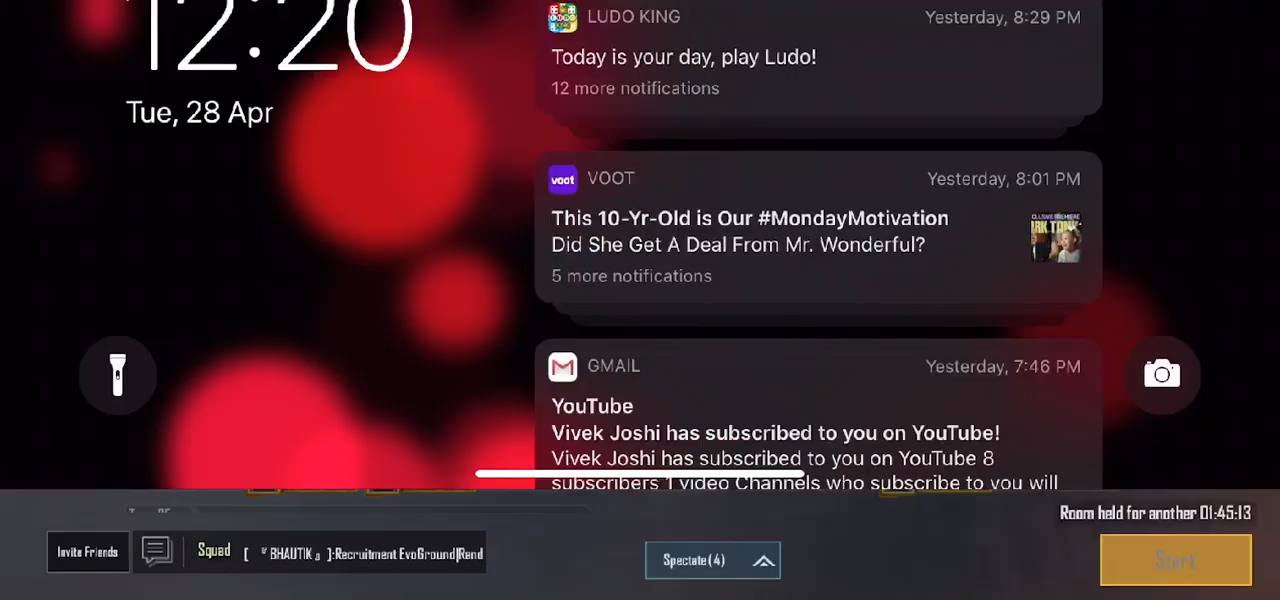 12:20
Tue, 28 Apr
LUDO KING
Yesterday, 8:29 PM
Today is your day, play Ludo!
12 more notifications
voot
VOOT
Yesterday, 8:01 PM
This 10-Yr-Old is Our #MondayMotivation
Did She Get A Deal From Mr. Wonderful?
5 more notifications
GMAIL
Yesterday, 7:46 PM
YouTube
Vivek Joshi has subscribed to you on YouTube!
Vivek Joshi has subscribed to you on YouTube 8
subscribers 1 video Channels who subscribe to you will
Room held for another 01:45:13
Invite Friends
Squad
[ 『BHAUTIK 』 ]:Recruitment EvoGround|Rend
Spectate(4)
Start